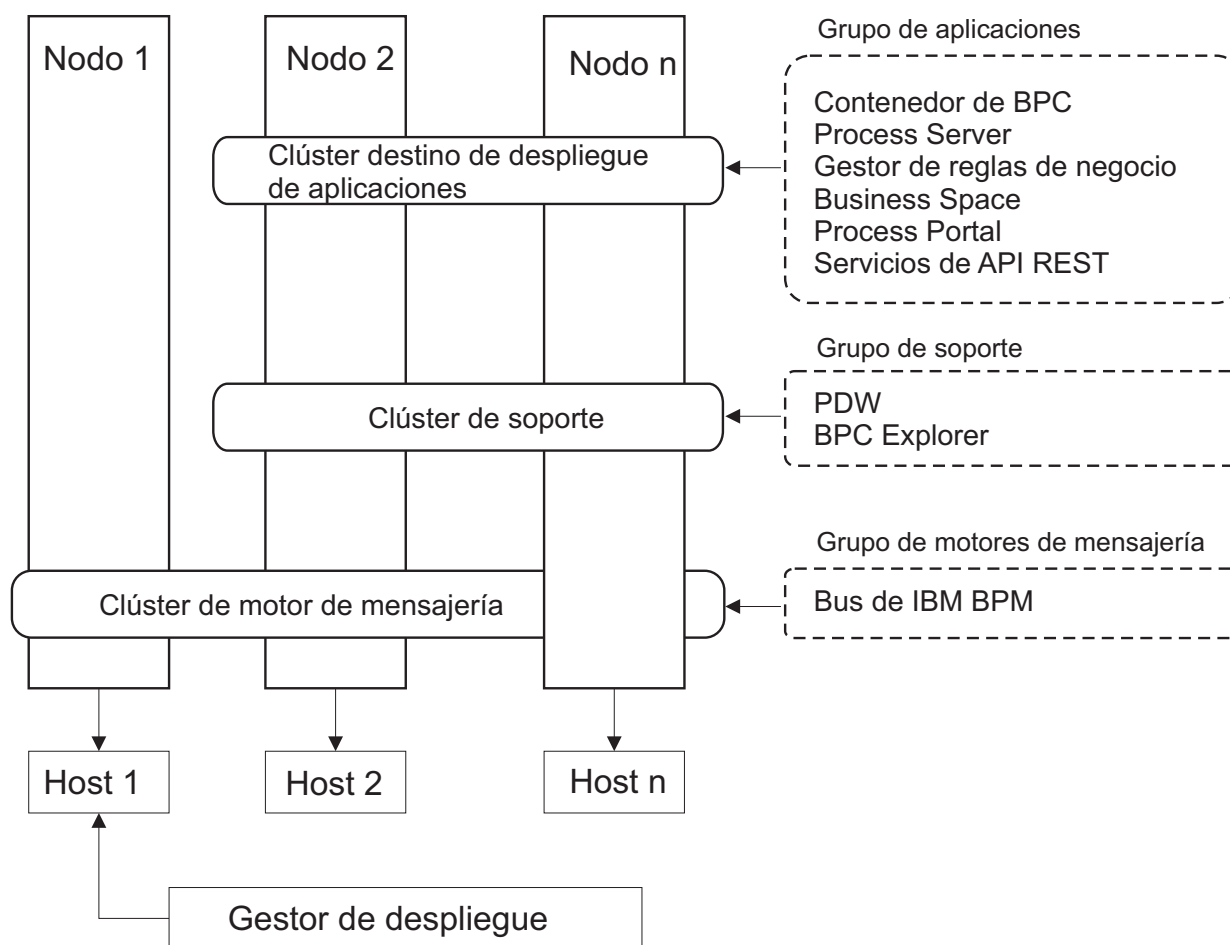 Nodo 1
Nodo 2
Nodo n
Grupo de aplicaciones
Contenedor de BPC
Process Server
Gestor de reglas de negocio
Business Space
Process Portal
Servicios de API REST
Clúster destino de despliegue
de aplicaciones
Grupo de soporte
PDW
BPC Explorer
Clúster de soporte
Grupo de motores de mensajería
Bus de IBM BPM
Clúster de motor de mensajería
Host 1
Host 2
Host n
Gestor de despliegue